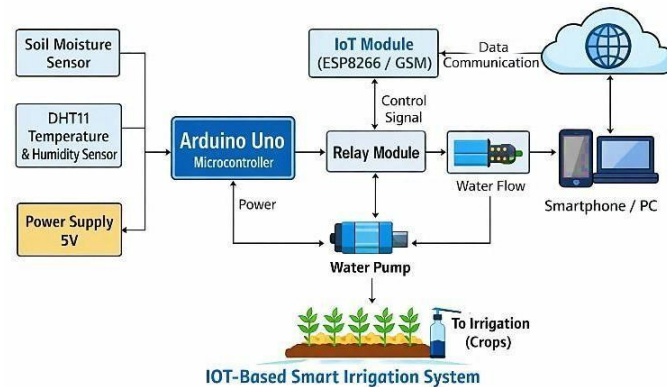 Soil Moisture
Sensor
DHT11
Temperature
& Humidity Sensor
Power Supply
5V
Arduino Uno
Microcontroller
Power
IoT Module
(ESP8266 / GSM)
Control
Signal
Relay Module
Data
Communication
Water Flow
Smartphone / PC
Water Pump
To Irrigation
(Crops)
IOT-Based Smart Irrigation System